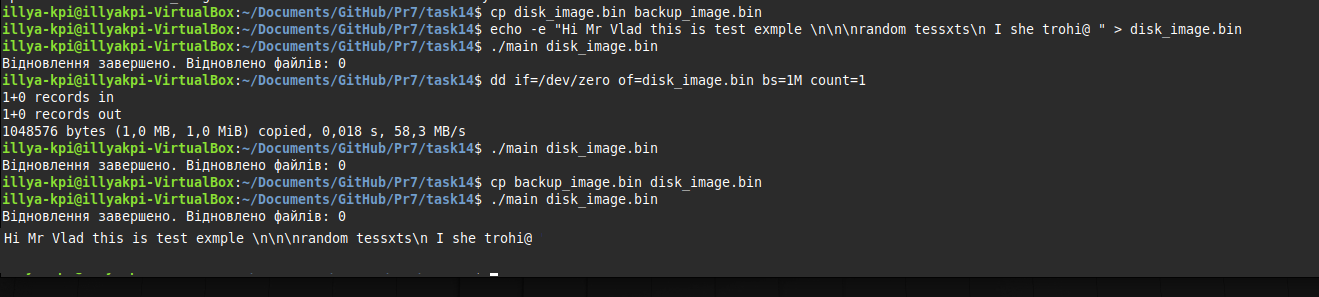 illya-kpi@illyakpi-VirtualBox:~/Documents/GitHub/Pr7/task14$ cp disk_image.bin backup_image.bin
illya-kpi@illyakpi-VirtualBox:~/Documents/GitHub/Pr7/task14$ echo -e "Hi Mr Vlad this is test exmple \n\n\nrandom tessxts\n I she trohi@ " > disk_image.bin
illya-kpi@illyakpi-VirtualBox:~/Documents/GitHub/Pr7/task14$ ./main disk_image.bin
Відновлення завершено. Відновлено файлів: 0
illya-kpi@illyakpi-VirtualBox:~/Documents/GitHub/Pr7/task14$ dd if=/dev/zero of=disk_image.bin bs=1M count=1
1+0 records in
1+0 records out
1048576 bytes (1,0 MB, 1,0 MiB) copied, 0,018 s, 58,3 MB/s
illya-kpi@illyakpi-VirtualBox:~/Documents/GitHub/Pr7/task14$ ./main disk_image.bin
Відновлення завершено. Відновлено файлів: 0
illya-kpi@illyakpi-VirtualBox:~/Documents/GitHub/Pr7/task14$ cp backup_image.bin disk_image.bin
illya-kpi@illyakpi-VirtualBox:~/Documents/GitHub/Pr7/task14$ ./main disk_image.bin
Відновлення завершено. Відновлено файлів: 0
Hi Mr Vlad this is test exmple \n\n\nrandom tessxts\n I she trohi@